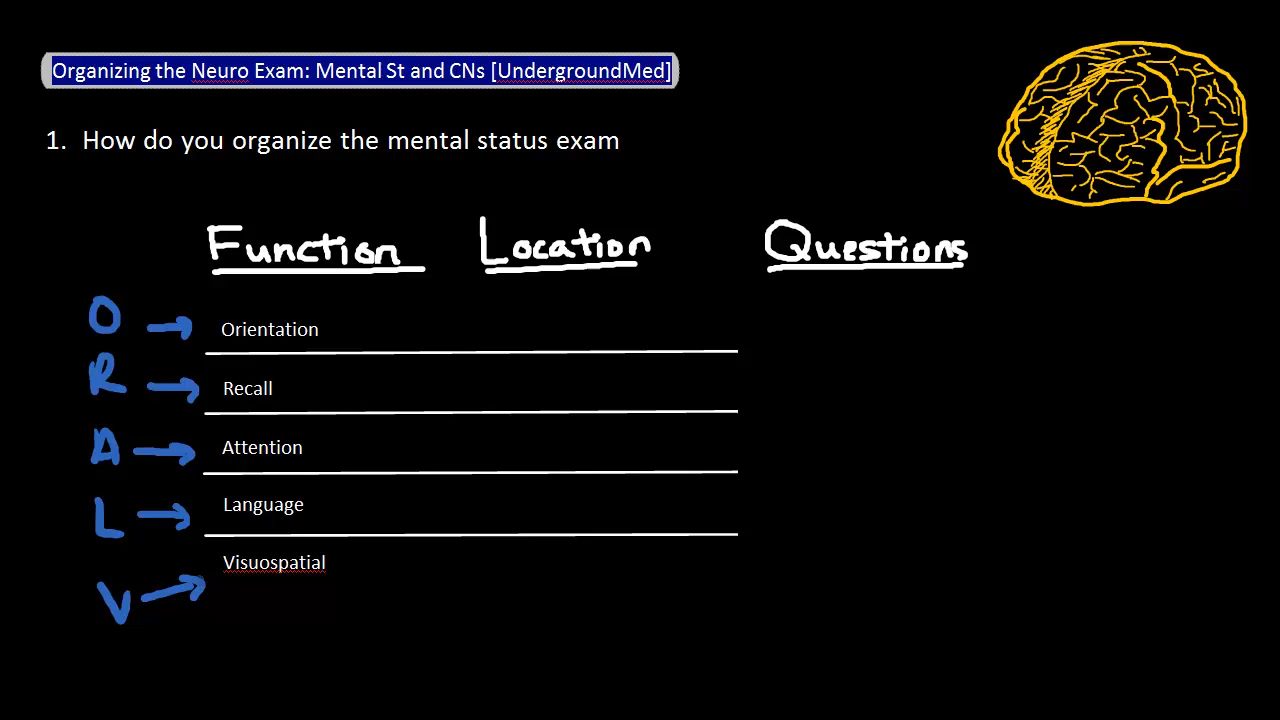 Organizing the Neuro Exam: Mental St and CNs [UndergroundMed]
1. How do you organize the mental status exam
Function Location Questions
O Orientation
R Recall
A Attention
L Language
V Visuospatial